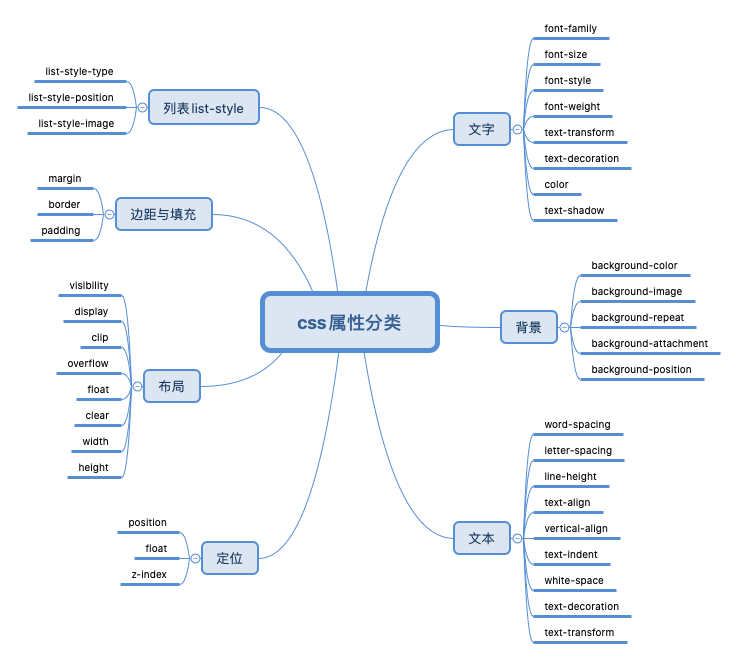 css属性分类
文字
font-family
font-size
font-style
font-weight
text-transform
text-decoration
color
text-shadow
背景
background-color
background-image
background-repeat
background-attachment
background-position
文本
word-spacing
letter-spacing
line-height
text-align
vertical-align
text-indent
white-space
text-decoration
text-transform
列表list-style
list-style-type
list-style-position
list-style-image
边距与填充
margin
border
padding
布局
visibility
display
clip
overflow
float
clear
width
height
定位
position
float
z-index